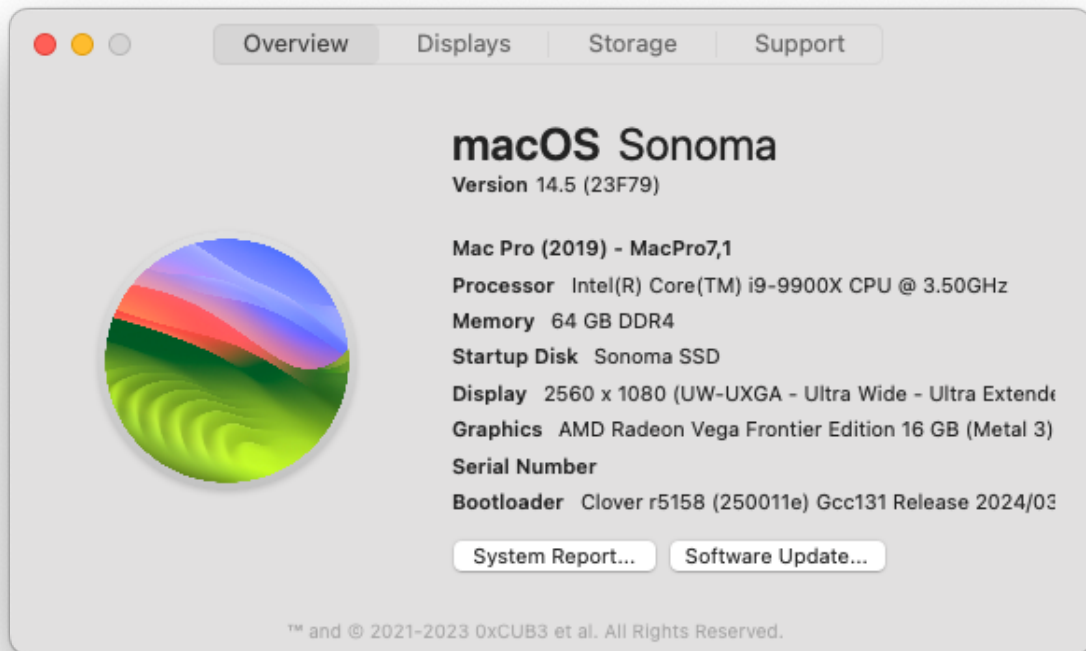 Overview Displays Storage Support
macOS Sonoma
Version 14.5 (23F79)
Mac Pro (2019) - MacPro7,1
Processor Intel(R) Core(TM) i9-9900X CPU @ 3.50GHz
Memory 64 GB DDR4
Startup Disk Sonoma SSD
Display 2560 x 1080 (UW-UXGA - Ultra Wide - Ultra Extende
Graphics AMD Radeon Vega Frontier Edition 16 GB (Metal 3)
Serial Number
Bootloader Clover r5158 (250011e) Gcc131 Release 2024/03
System Report... Software Update...
™ and © 2021-2023 0xCUB3 et al. All Rights Reserved.